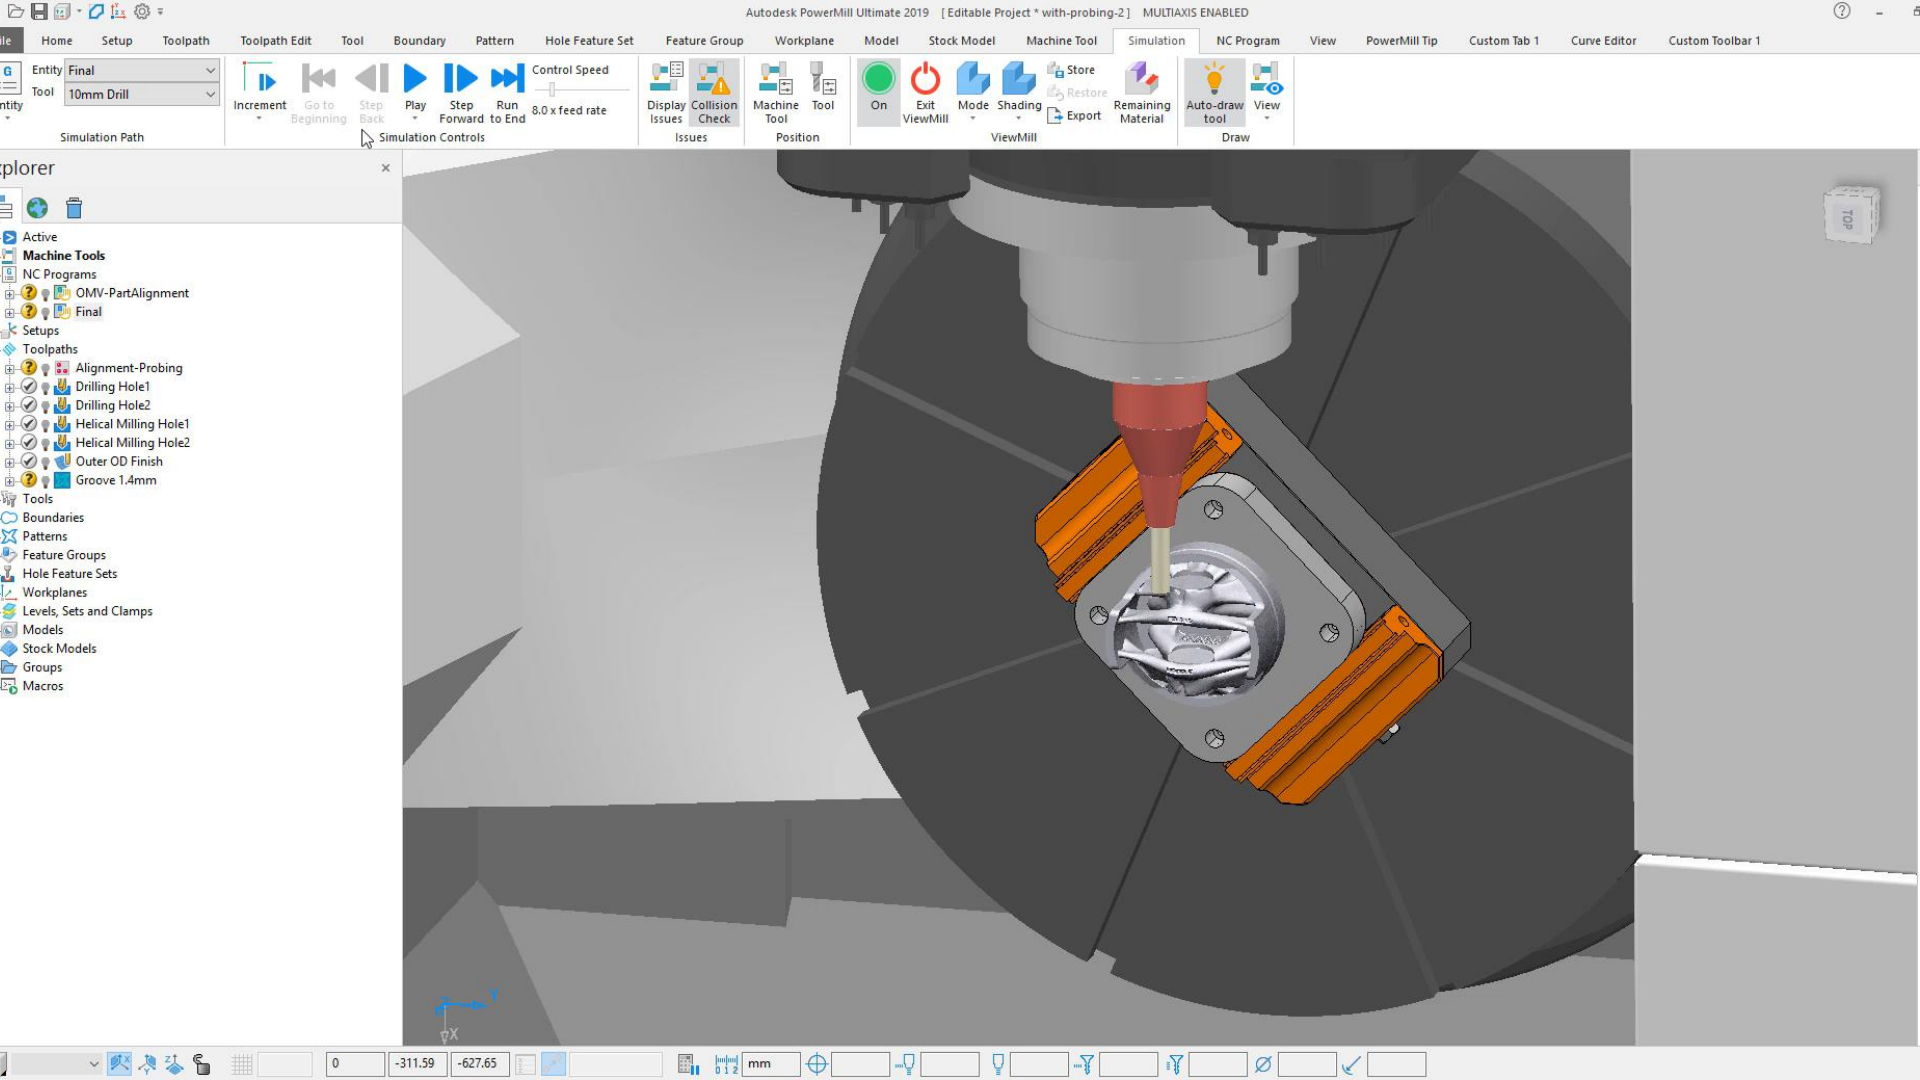 Autodesk PowerMill Ultimate 2019 [ Editable Project * with-probing-2 ] MULTIAXIS ENABLED
Home Setup Toolpath Toolpath Edit Tool Boundary Pattern Hole Feature Set Feature Group Workplane Model Stock Model Machine Tool Simulation NC Program View PowerMill Tip Custom Tab 1 Curve Editor Custom Toolbar 1
Entity Final
Tool 10mm Drill
Simulation Path
Increment
Go to Beginning
Step Back
Play
Step Forward
Run to End
Control Speed
8.0 x feed rate
Simulation Controls
Display Issues
Collision Check
Issues
Machine Tool
Tool
Position
On
Exit ViewMill
Mode
Shading
Store
Restore
Export
Remaining Material
ViewMill
Auto-draw tool
View
Draw
xplorer
Active
Machine Tools
NC Programs
OMV-PartAlignment
Final
Setups
Toolpaths
Alignment-Probing
Drilling Hole1
Drilling Hole2
Helical Milling Hole1
Helical Milling Hole2
Outer OD Finish
Groove 1.4mm
Tools
Boundaries
Patterns
Feature Groups
Hole Feature Sets
Workplanes
Levels, Sets and Clamps
Models
Stock Models
Groups
Macros
TOP
Y
X
0 -311.59 -627.65 mm